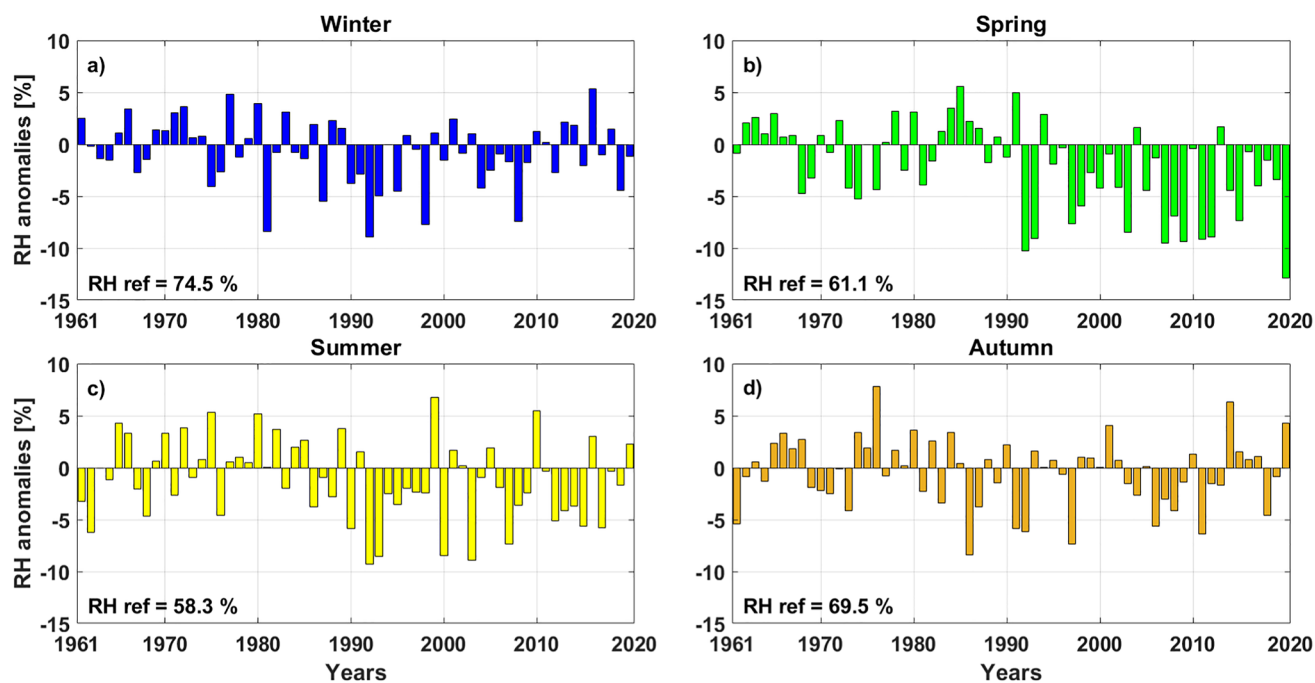 Winter
10
5
0
-5
-10
-15
RH anomalies [%]
a)
RH ref = 74.5 %
1961 1970 1980 1990 2000 2010 2020
Spring
10
5
0
-5
-10
-15
b)
RH ref = 61.1 %
1961 1970 1980 1990 2000 2010 2020
Summer
10
5
0
-5
-10
-15
RH anomalies [%]
c)
RH ref = 58.3 %
1961 1970 1980 1990 2000 2010 2020
Years
Autumn
10
5
0
-5
-10
-15
d)
RH ref = 69.5 %
1961 1970 1980 1990 2000 2010 2020
Years